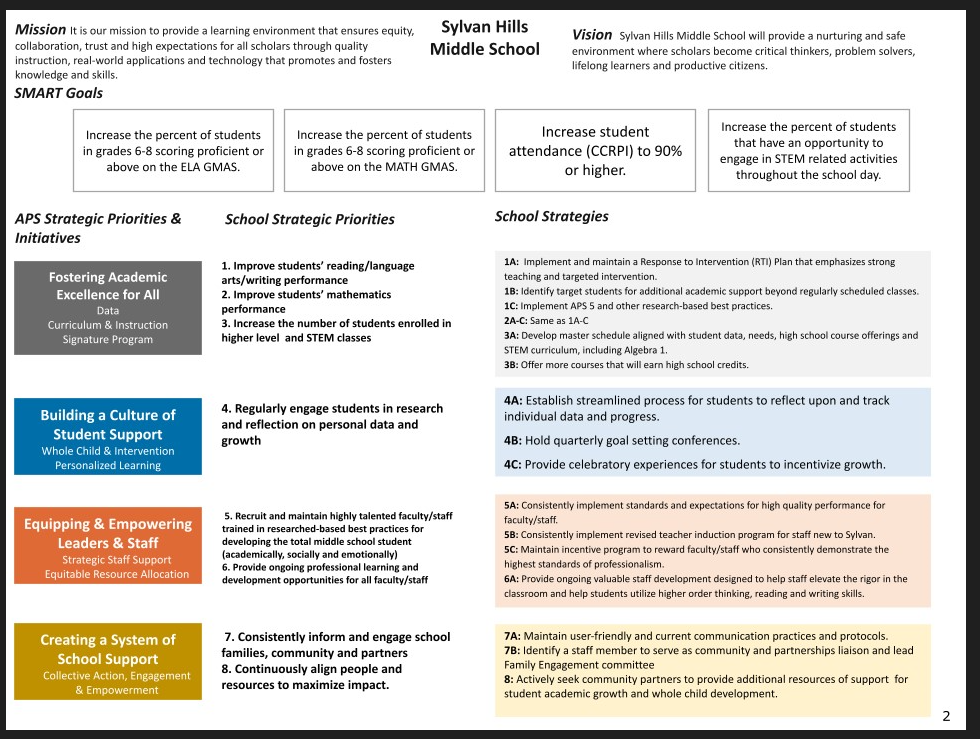 Mission It is our mission to provide a learning environment that ensures equity,
collaboration, trust and high expectations for all scholars through quality
instruction, real-world applications and technology that promotes and fosters
knowledge and skills.
Sylvan Hills
Middle School
Vision Sylvan Hills Middle School will provide a nurturing and safe
environment where scholars become critical thinkers, problem solvers,
lifelong learners and productive citizens.
SMART Goals
Increase the percent of students
in grades 6-8 scoring proficient or
above on the ELA GMAS.
Increase the percent of students
in grades 6-8 scoring proficient or
above on the MATH GMAS.
Increase student
attendance (CCRPI) to 90%
or higher.
Increase the percent of students
that have an opportunity to
engage in STEM related activities
throughout the school day.
APS Strategic Priorities &
Initiatives
School Strategic Priorities
School Strategies
Fostering Academic
Excellence for All
Data
Curriculum & Instruction
Signature Program
1. Improve students’ reading/language
arts/writing performance
2. Improve students’ mathematics
performance
3. Increase the number of students enrolled in
higher level and STEM classes
1A: Implement and maintain a Response to Intervention (RTI) Plan that emphasizes strong
teaching and targeted intervention.
1B: Identify target students for additional academic support beyond regularly scheduled classes.
1C: Implement APS 5 and other research-based best practices.
2A-C: Same as 1A-C
3A: Develop master schedule aligned with student data, needs, high school course offerings and
STEM curriculum, including Algebra 1.
3B: Offer more courses that will earn high school credits.
Building a Culture of
Student Support
Whole Child & Intervention
Personalized Learning
4. Regularly engage students in research
and reflection on personal data and
growth
4A: Establish streamlined process for students to reflect upon and track
individual data and progress.
4B: Hold quarterly goal setting conferences.
4C: Provide celebratory experiences for students to incentivize growth.
Equipping & Empowering
Leaders & Staff
Strategic Staff Support
Equitable Resource Allocation
5. Recruit and maintain highly talented faculty/staff
trained in researched-based best practices for
developing the total middle school student
(academically, socially and emotionally)
6. Provide ongoing professional learning and
development opportunities for all faculty/staff
5A: Consistently implement standards and expectations for high quality performance for
faculty/staff.
5B: Consistently implement revised teacher induction program for staff new to Sylvan.
5C: Maintain incentive program to reward faculty/staff who consistently demonstrate the
highest standards of professionalism.
6A: Provide ongoing valuable staff development designed to help staff elevate the rigor in the
classroom and help students utilize higher order thinking, reading and writing skills.
Creating a System of
School Support
Collective Action, Engagement
& Empowerment
7. Consistently inform and engage school
families, community and partners
8. Continuously align people and
resources to maximize impact.
7A: Maintain user-friendly and current communication practices and protocols.
7B: Identify a staff member to serve as community and partnerships liaison and lead
Family Engagement committee
8: Actively seek community partners to provide additional resources of support for
student academic growth and whole child development.
2